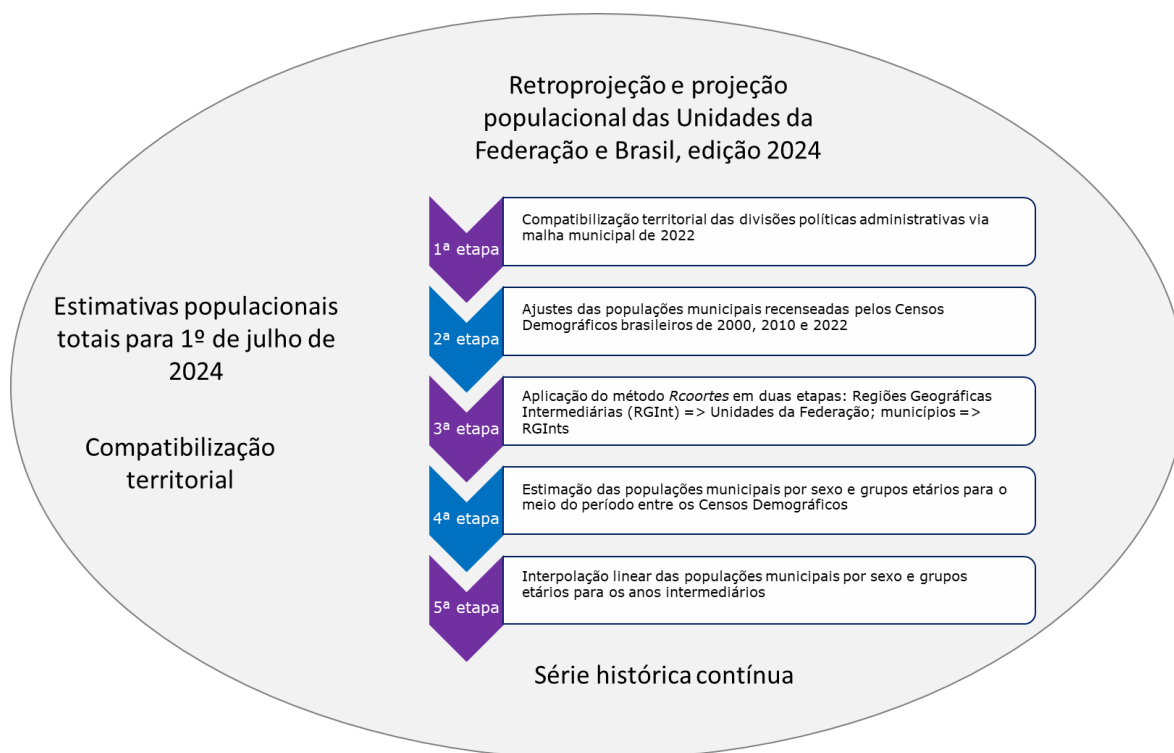 Retroprojeção e projeção
populacional das Unidades da
Federação e Brasil, edição 2024
Estimativas populacionais
totais para 1º de julho de
2024
Compatibilização
territorial
1ª etapa
Compatibilização territorial das divisões políticas administrativas via
malha municipal de 2022
2ª etapa
Ajustes das populações municipais recenseadas pelos Censos
Demográficos brasileiros de 2000, 2010 e 2022
3ª etapa
Aplicação do método Rcoortes em duas etapas: Regiões Geográficas
Intermediárias (RGInt) => Unidades da Federação; municípios =>
RGInts
4ª etapa
Estimação das populações municipais por sexo e grupos etários para o
meio do período entre os Censos Demográficos
5ª etapa
Interpolação linear das populações municipais por sexo e grupos
etários para os anos intermediários
Série histórica contínua